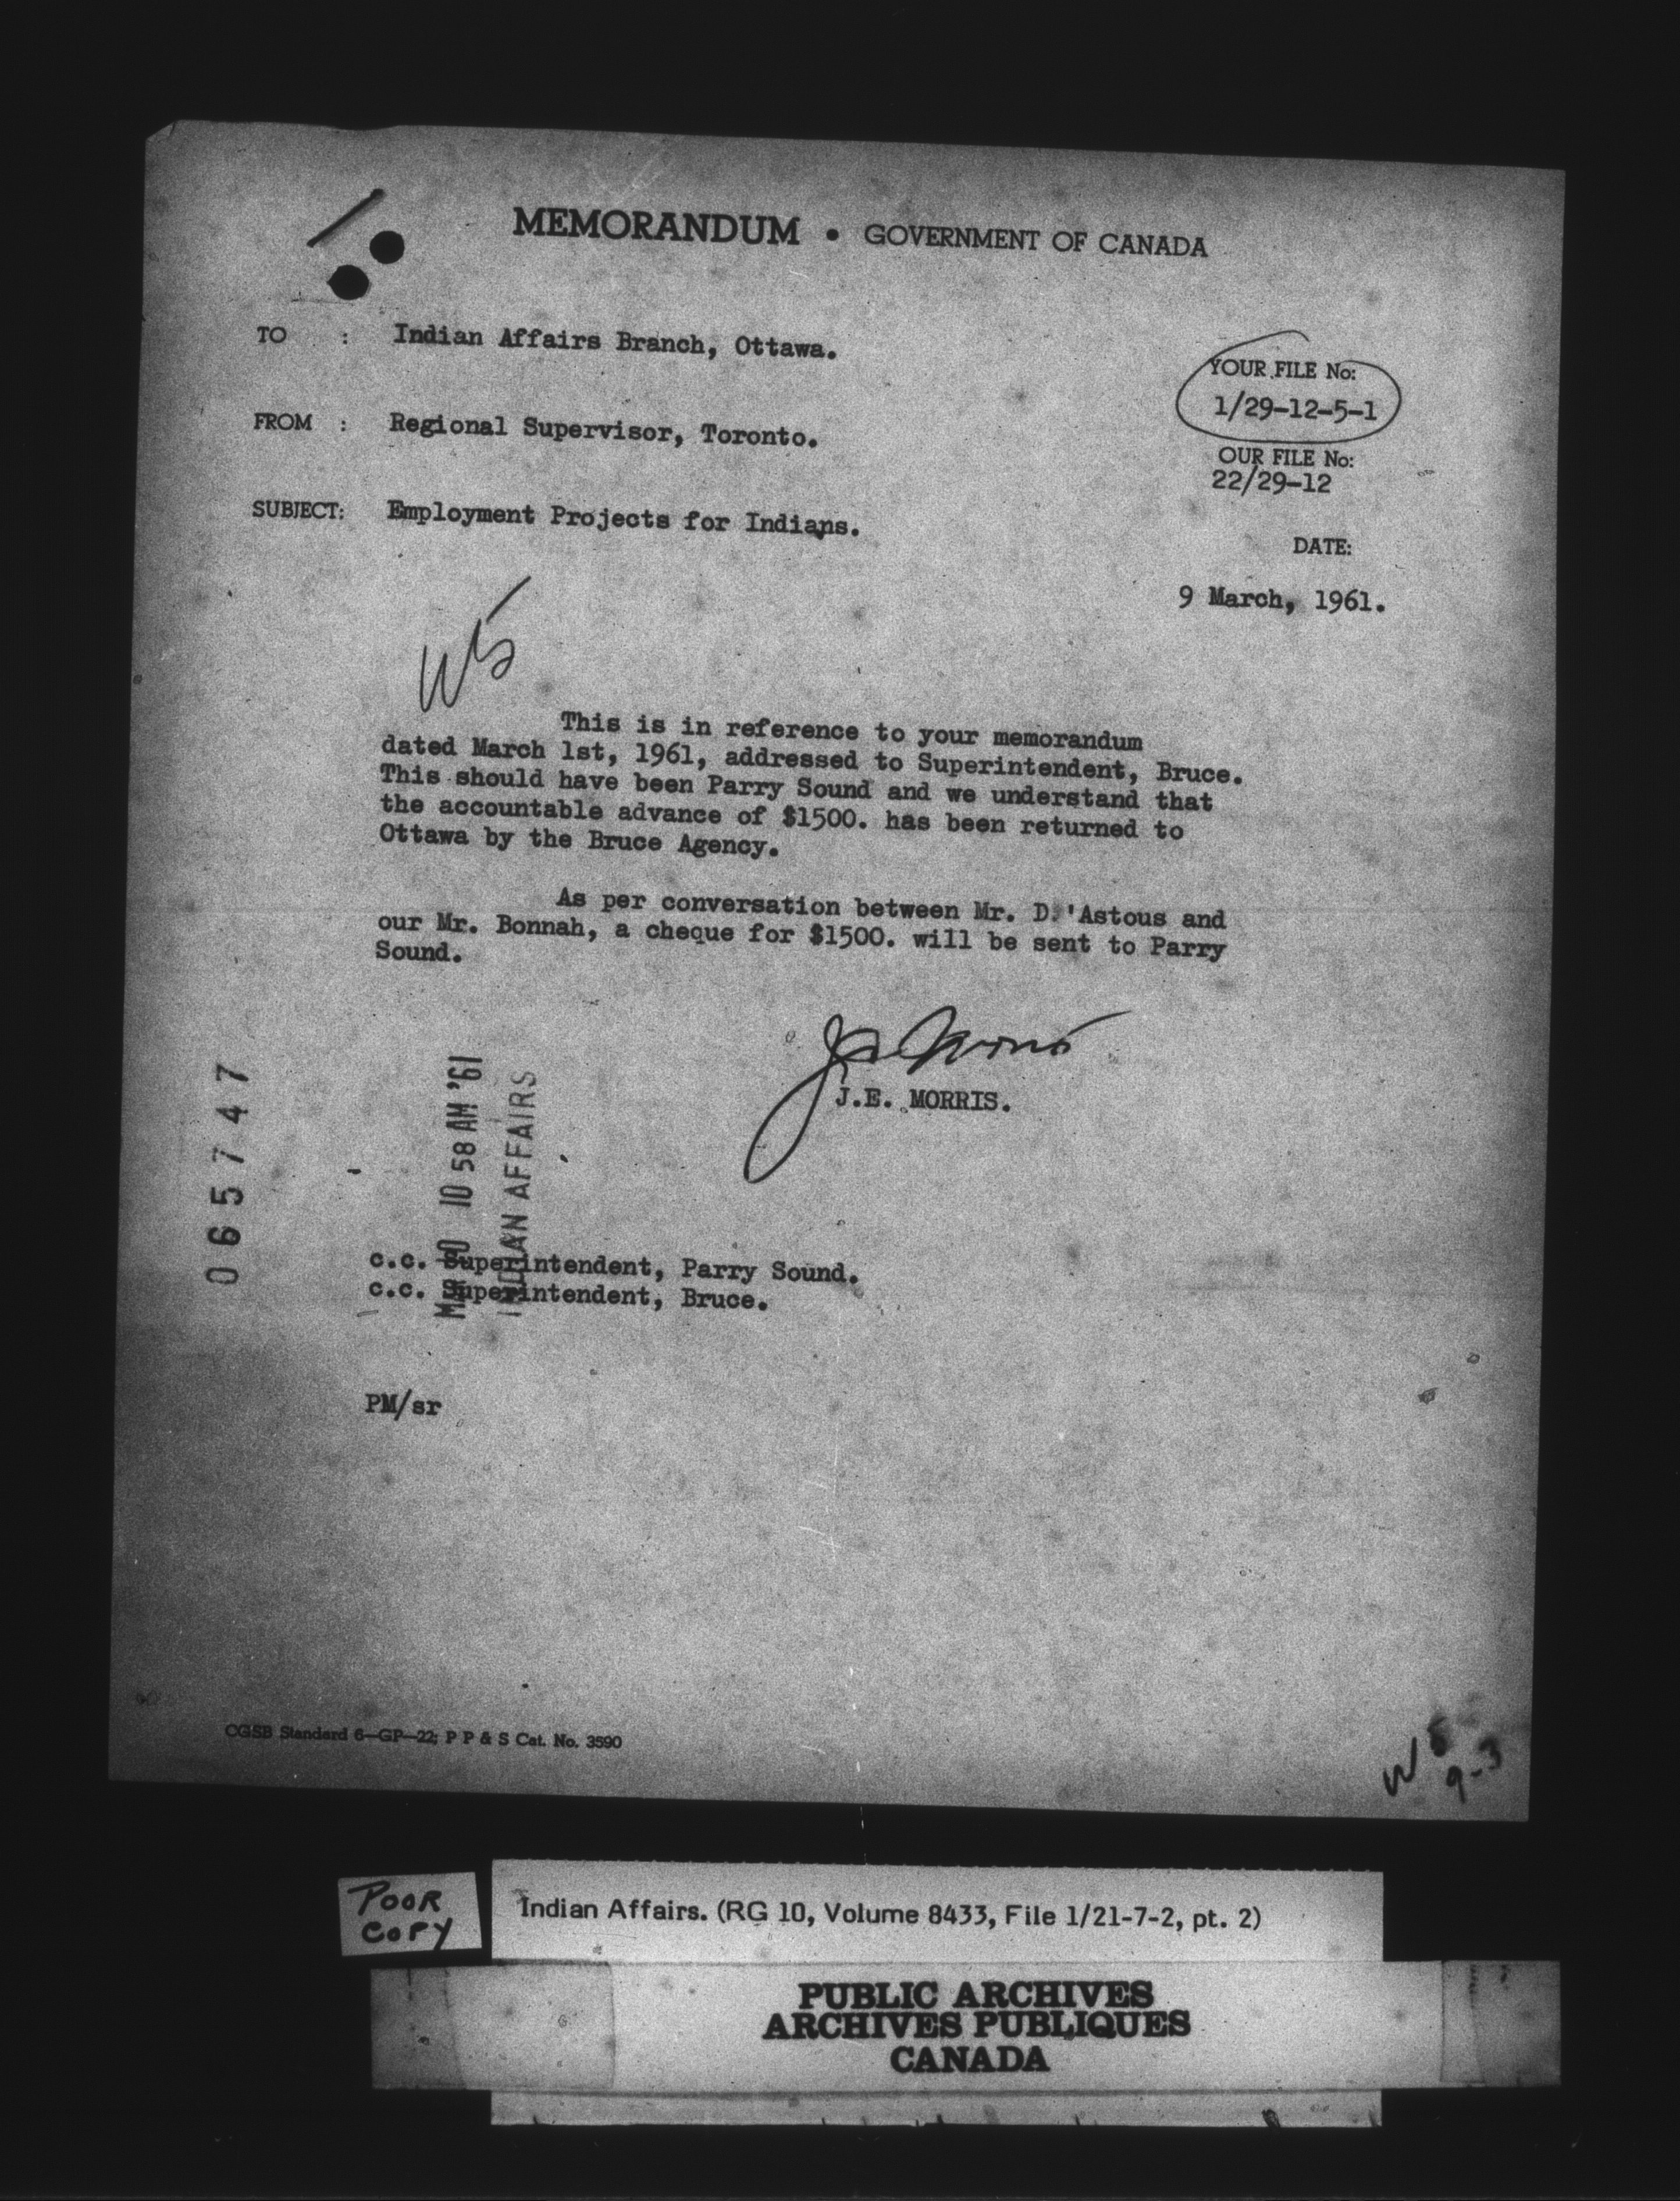 MEMORANDUM • GOVERNMENT OF CANADA
TO : Indian Affairs Branch, Ottawa.
YOUR FILE No:
1/29-12-5-1
FROM : Regional Supervisor, Toronto.
OUR FILE No:
22/29-12
SUBJECT: Employment Projects for Indians.
DATE:
9 March, 1961.
This is in reference to your memorandum
dated March 1st, 1961, addressed to Superintendent, Bruce.
This should have been Parry Sound and we understand that
the accountable advance of $1500. has been returned to
Ottawa by the Bruce Agency.
As per conversation between Mr. D.'Astous and
our Mr. Bonnah, a cheque for $1500. will be sent to Parry
Sound.
J.E. MORRIS.
065747
10 58 AM '61
INDIAN AFFAIRS
c.c. Superintendent, Parry Sound.
c.c. Superintendent, Bruce.
PM/sr
CGSB Standard 6-GP-22; P P & S Cat. No. 3590
9-3
POOR
COPY
Indian Affairs. (RG 10, Volume 8433, File 1/21-7-2, pt. 2)
PUBLIC ARCHIVES
ARCHIVES PUBLIQUES
CANADA